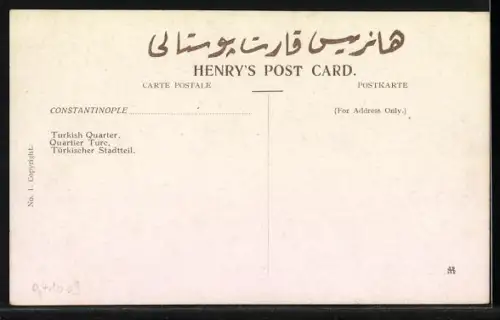 هانریس قارت پوستالی
HENRY'S POST CARD.
CARTE POSTALE
POSTKARTE
CONSTANTINOPLE
(For Address Only.)
Turkish Quarter.
Quartier Turc,
Türkischer Stadtteil.
No. 1. Copyright.